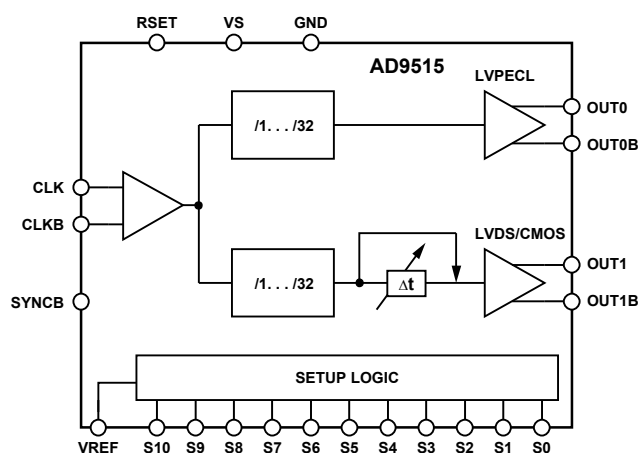 RSET VS GND
AD9515
LVPECL
OUT0
/1. . . /32
OUT0B
CLK
CLKB
LVDS/CMOS
OUT1
/1. . . /32
Δt
OUT1B
SYNCB
SETUP LOGIC
VREF S10 S9 S8 S7 S6 S5 S4 S3 S2 S1 S0